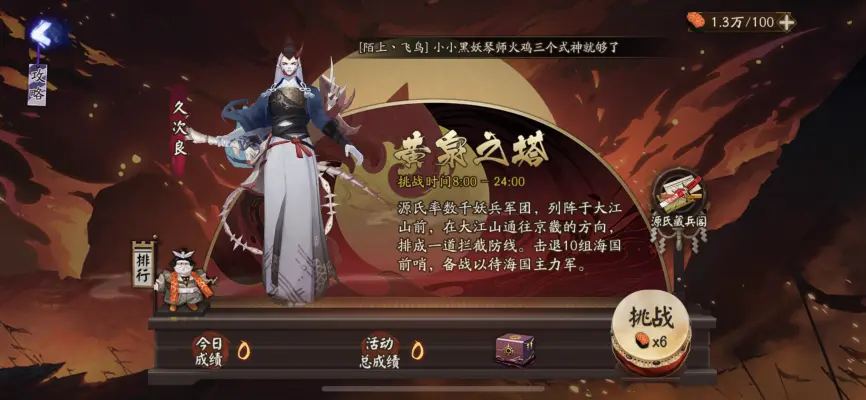 1.3万/100
[陌上、飞鸟] 小小黑妖琴师火鸡三个式神就够了
攻略
久次良
黄泉之塔
挑战时间8:00 - 24:00
源氏率数千妖兵军团，列阵于大江
山前，在大江山通往京畿的方向，
排成一道拦截防线。击退10组海国
前哨，备战以待海国主力军。
源氏藏兵阁
排行
今日
成绩
0
活动
总成绩
0
挑战
x6